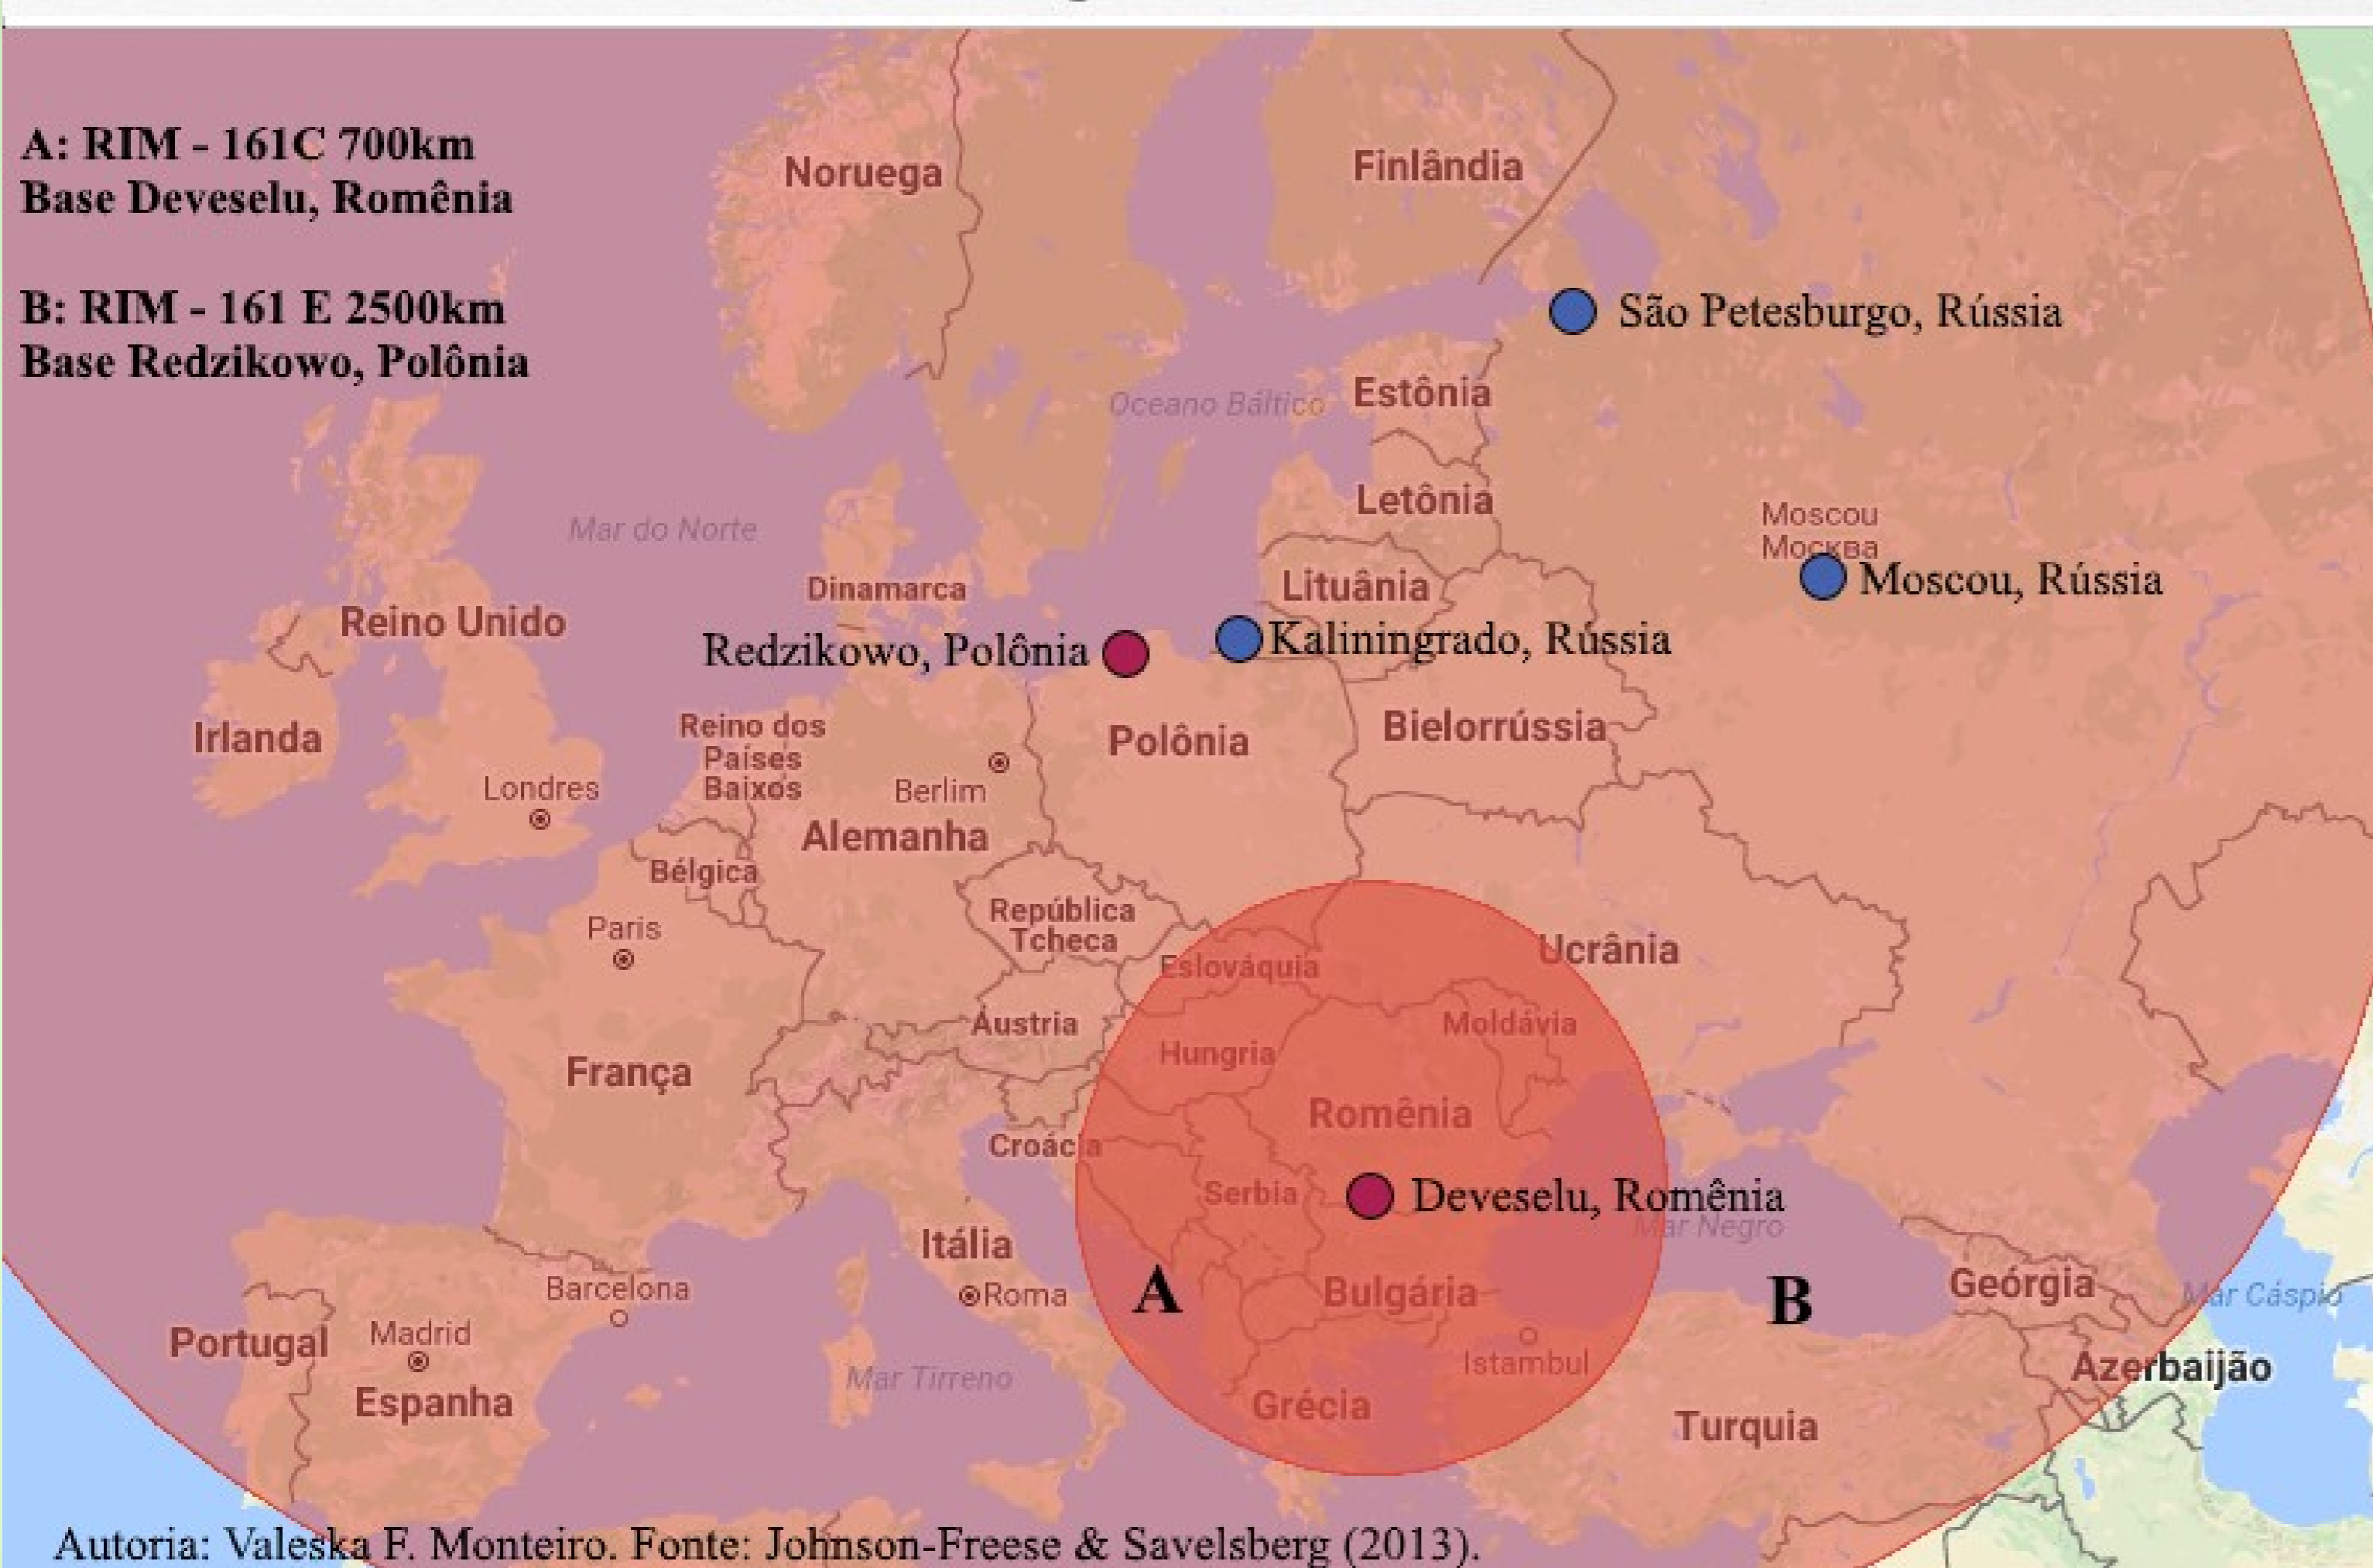 A: RIM - 161C 700km
Base Deveselu, Romênia
B: RIM - 161 E 2500km
Base Redzikowo, Polônia
Noruega
Finlândia
São Petesburgo, Rússia
Oceano Báltico
Estônia
Letônia
Mar do Norte
Moscou
Москва
Moscou, Rússia
Dinamarca
Lituânia
Reino Unido
Redzikowo, Polônia
Kaliningrado, Rússia
Irlanda
Reino dos
Países
Baixos
Polônia
Bielorrússia
Londres
Berlim
Alemanha
Bélgica
Paris
República
Tcheca
Ucrânia
Eslováquia
Áustria
Moldávia
Hungria
França
Romênia
Croácia
Serbia
Deveselu, Romênia
Mar Negro
Itália
Barcelona
Roma
A
Bulgária
B
Geórgia
Mar Cáspio
Portugal
Madrid
Istambul
Azerbaijão
Mar Tirreno
Espanha
Grécia
Turquia
Autoria: Valeska F. Monteiro. Fonte: Johnson-Freese & Savelsberg (2013).